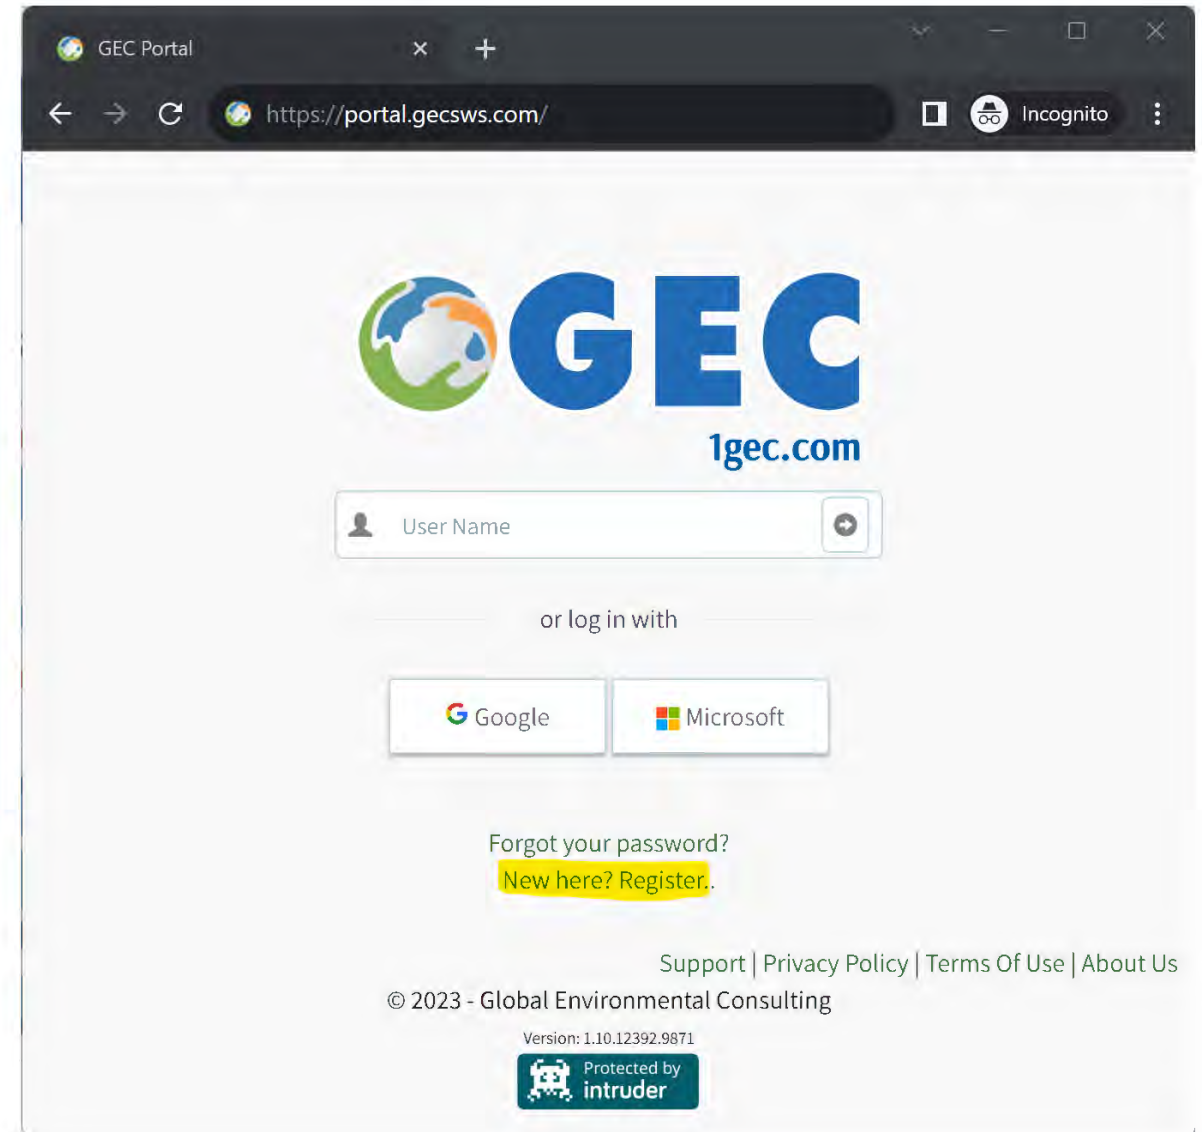 GEC Portal
https://portal.gecsws.com/
Incognito
GEC
1gec.com
User Name
or log in with
Google
Microsoft
Forgot your password?
New here? Register..
Support | Privacy Policy | Terms Of Use | About Us
© 2023 - Global Environmental Consulting
Version: 1.10.12392.9871
Protected by
intruder